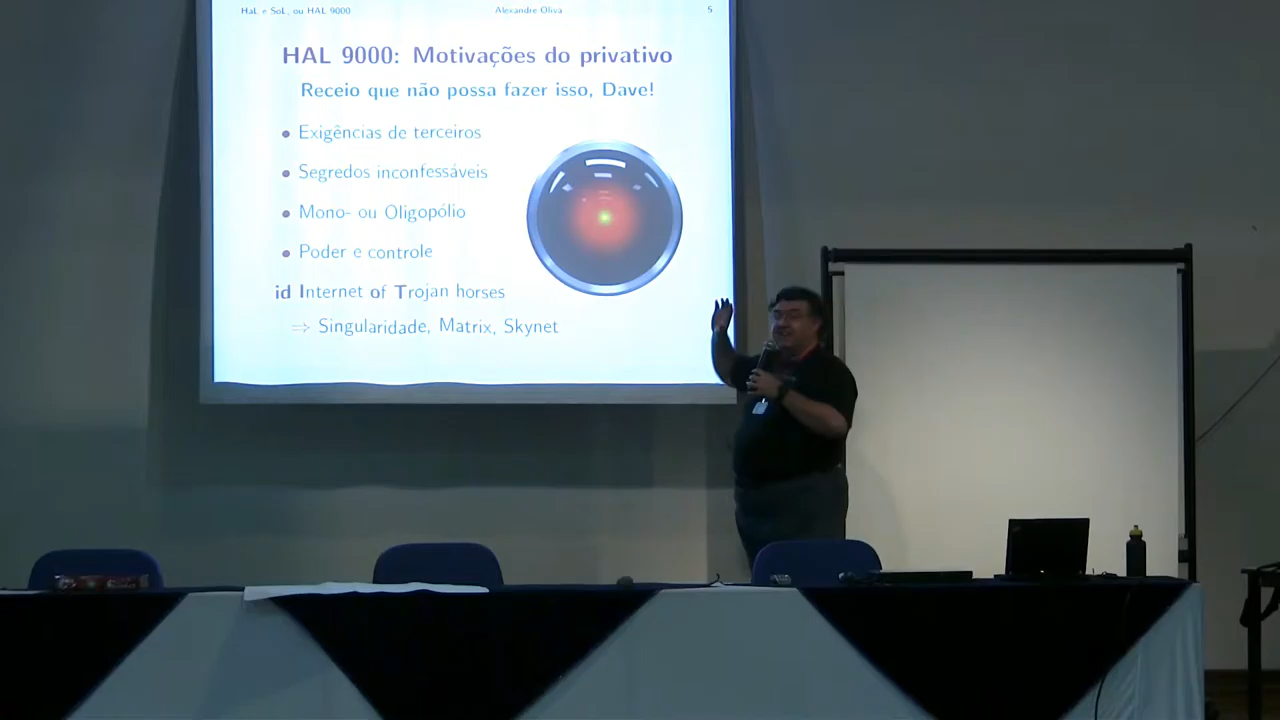 HaL e SoL, ou HAL 9000
Alexandre Oliva
5
HAL 9000: Motivações do privativo
Receio que não possa fazer isso, Dave!
• Exigências de terceiros
• Segredos inconfessáveis
• Mono- ou Oligopólio
• Poder e controle
id Internet of Trojan horses
⇒ Singularidade, Matrix, Skynet